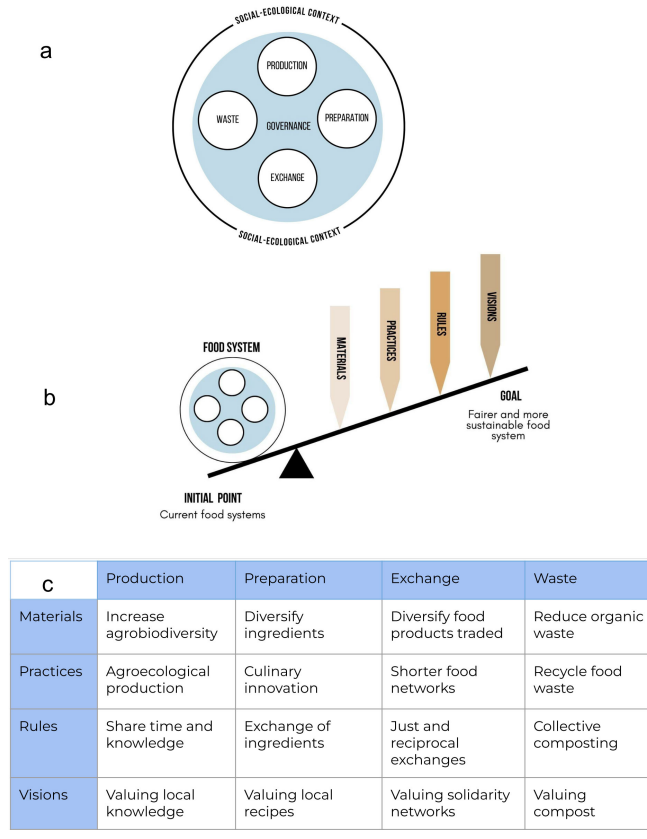 a
SOCIAL-ECOLOGICAL CONTEXT
PRODUCTION
WASTE
GOVERNANCE
PREPARATION
EXCHANGE
SOCIAL-ECOLOGICAL CONTEXT
b
FOOD SYSTEM
MATERIALS
PRACTICES
RULES
VISIONS
GOAL
Fairer and more
sustainable food
system
INITIAL POINT
Current food systems
c
Production
Preparation
Exchange
Waste
Materials
Increase
agrobiodiversity
Diversify
ingredients
Diversify food
products traded
Reduce organic
waste
Practices
Agroecological
production
Culinary
innovation
Shorter food
networks
Recycle food
waste
Rules
Share time and
knowledge
Exchange of
ingredients
Just and
reciprocal
exchanges
Collective
composting
Visions
Valuing local
knowledge
Valuing local
recipes
Valuing solidarity
networks
Valuing
compost